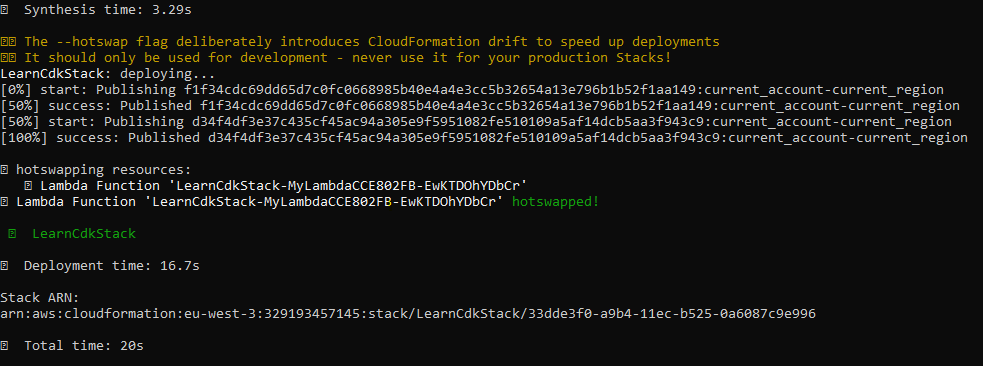 Synthesis time: 3.29s
The --hotswap flag deliberately introduces CloudFormation drift to speed up deployments
It should only be used for development - never use it for your production Stacks!
LearnCdkStack: deploying...
[0%] start: Publishing f1f34cdc69dd65d7c0fc0668985b40e4a4e3cc5b32654a13e796b1b52f1aa149:current_account-current_region
[50%] success: Published f1f34cdc69dd65d7c0fc0668985b40e4a4e3cc5b32654a13e796b1b52f1aa149:current_account-current_region
[50%] start: Publishing d34f4df3e37c435cf45ac94a305e9f5951082fe510109a5af14dcb5aa3f943c9:current_account-current_region
[100%] success: Published d34f4df3e37c435cf45ac94a305e9f5951082fe510109a5af14dcb5aa3f943c9:current_account-current_region
hotswapping resources:
Lambda Function 'LearnCdkStack-MyLambdaCCE802FB-EwKTDOhYDbCr'
Lambda Function 'LearnCdkStack-MyLambdaCCE802FB-EwKTDOhYDbCr' hotswapped!
LearnCdkStack
Deployment time: 16.7s
Stack ARN:
arn:aws:cloudformation:eu-west-3:329193457145:stack/LearnCdkStack/33dde3f0-a9b4-11ec-b525-0a6087c9e996
Total time: 20s